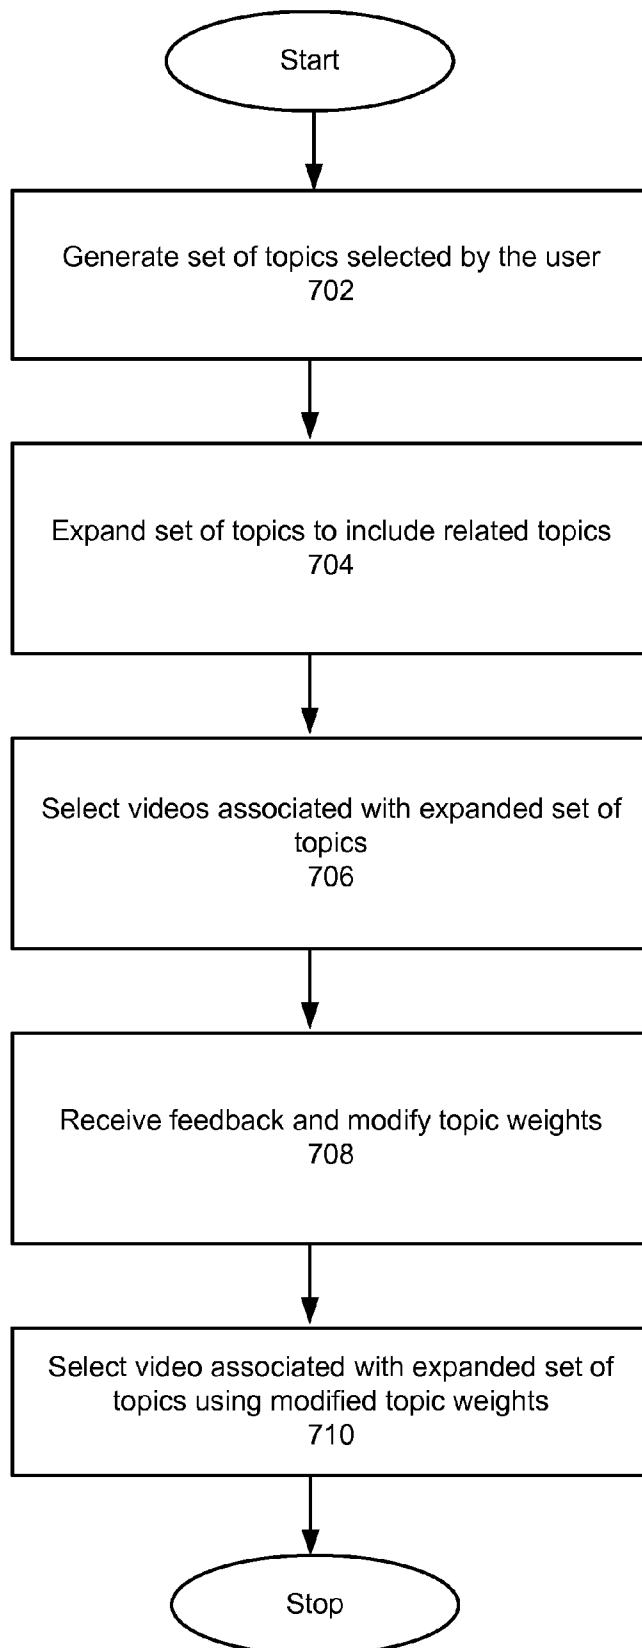 Start
Generate set of topics selected by the user
702
Expand set of topics to include related topics
704
Select videos associated with expanded set of
topics
706
Receive feedback and modify topic weights
708
Select video associated with expanded set of
topics using modified topic weights
710
Stop